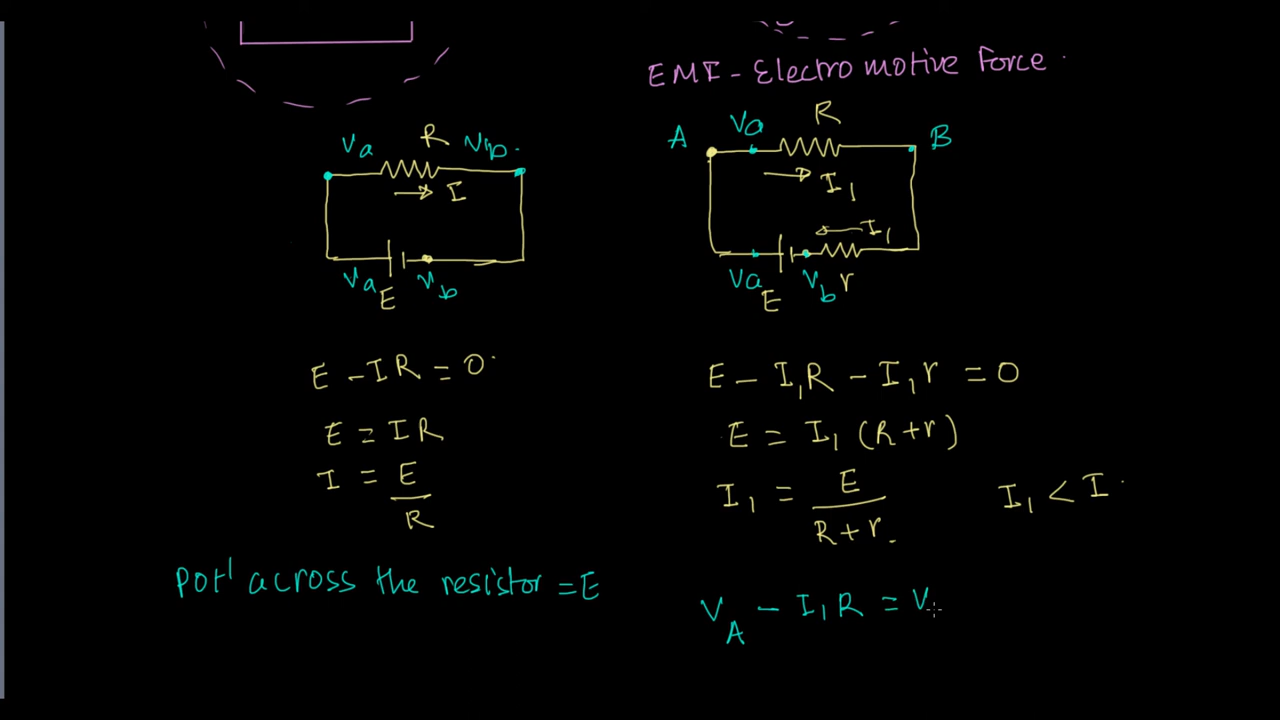 EMF - Electro motive Force
Va R Vb
I
Va E Vb
A Va R B
I₁
I₁
Va E Vb r
E - IR = 0
E = IR
I = E/R
Pot' across the resistor = E
E - I₁R - I₁r = 0
E = I₁ (R+r)
I₁ = E/(R+r) I₁ < I
V_A - I₁R = V